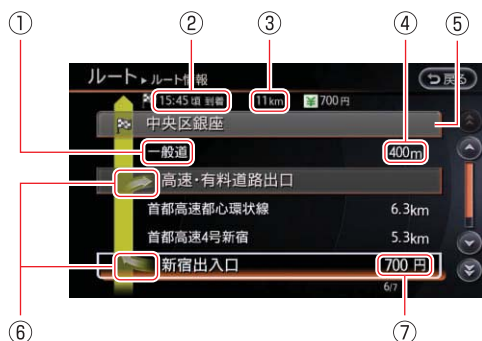 ① ② ③ ④ ⑤
ルート ▸ ルート情報 戻る
15:45頃 到着 11km 700円
中央区銀座
一般道 400m
高速・有料道路出口
首都高速都心環状線 6.3km
首都高速4号新宿 5.3km
新宿出入口 700 円
6/7
⑥ ⑦